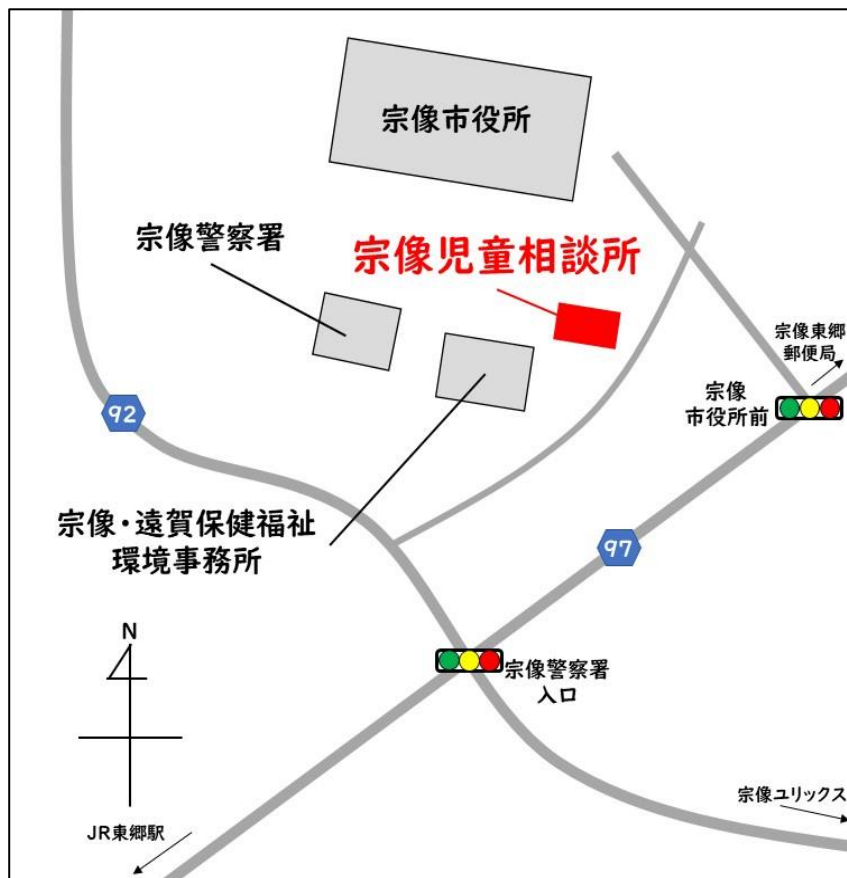 宗像市役所
宗像警察署
宗像児童相談所
宗像東郷
郵便局
宗像
市役所前
92
宗像・遠賀保健福祉
環境事務所
97
N
宗像警察署
入口
宗像ユリックス
JR東郷駅